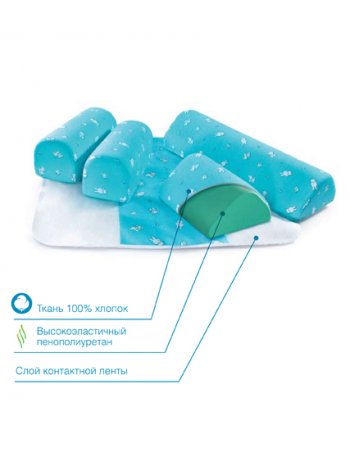 Ткань 100% хлопок
Высокоэластичный
пенополиуретан
Слой контактной ленты